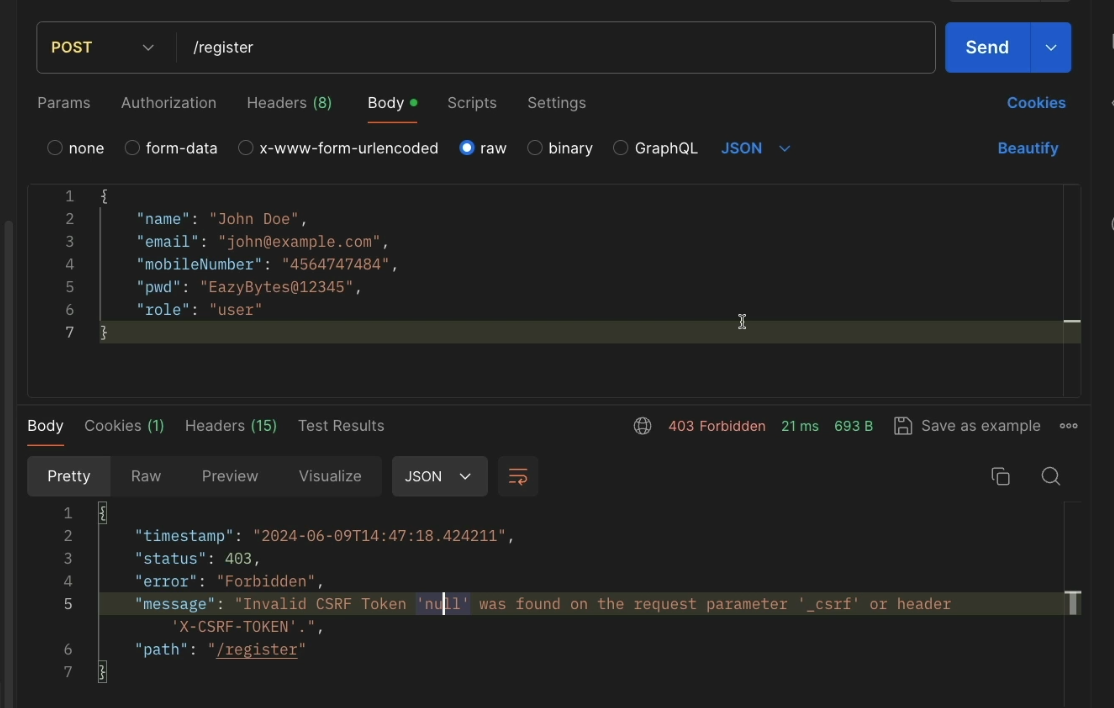 POST /register Send
Params Authorization Headers (8) Body Scripts Settings Cookies
none form-data x-www-form-urlencoded raw binary GraphQL JSON Beautify
1 {
2 "name": "John Doe",
3 "email": "john@example.com",
4 "mobileNumber": "4564747484",
5 "pwd": "EazyBytes@12345",
6 "role": "user"
7 }
Body Cookies (1) Headers (15) Test Results 403 Forbidden 21 ms 693 B Save as example
Pretty Raw Preview Visualize JSON
1 {
2 "timestamp": "2024-06-09T14:47:18.424211",
3 "status": 403,
4 "error": "Forbidden",
5 "message": "Invalid CSRF Token 'null' was found on the request parameter '_csrf' or header
'X-CSRF-TOKEN'.",
6 "path": "/register"
7 }